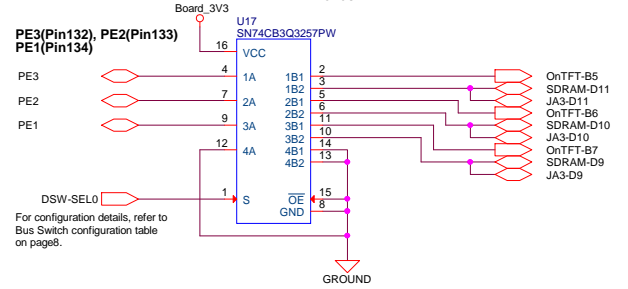 Board_3V3
U17
SN74CB3Q3257PW
PE3(Pin132), PE2(Pin133)
PE1(Pin134)
16 VCC
PE3 4 1A 1B1 2 OnTFT-B5
1B2 3 SDRAM-D11
JA3-D11
PE2 7 2A 2B1 5 OnTFT-B6
2B2 6 SDRAM-D10
JA3-D10
PE1 9 3A 3B1 11 OnTFT-B7
3B2 10 SDRAM-D9
JA3-D9
12 4A 4B1 14
4B2 13
DSW-SEL0 1 S OE 15
GND 8
For configuration details, refer to
Bus Switch configuration table
on page8.
GROUND